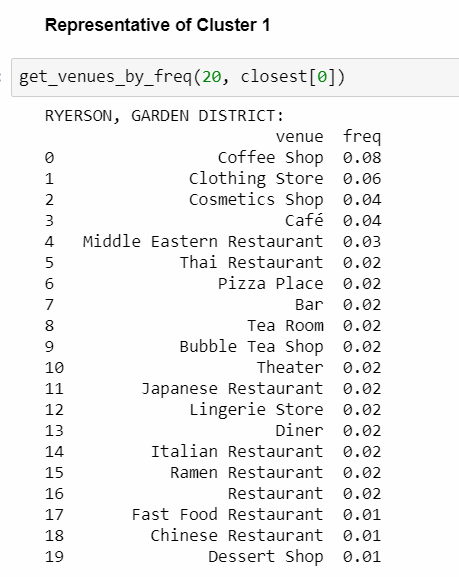 Representative of Cluster 1
get_venues_by_freq(20, closest[0])
RYERSON, GARDEN DISTRICT:
venue freq
0 Coffee Shop 0.08
1 Clothing Store 0.06
2 Cosmetics Shop 0.04
3 Café 0.04
4 Middle Eastern Restaurant 0.03
5 Thai Restaurant 0.02
6 Pizza Place 0.02
7 Bar 0.02
8 Tea Room 0.02
9 Bubble Tea Shop 0.02
10 Theater 0.02
11 Japanese Restaurant 0.02
12 Lingerie Store 0.02
13 Diner 0.02
14 Italian Restaurant 0.02
15 Ramen Restaurant 0.02
16 Restaurant 0.02
17 Fast Food Restaurant 0.01
18 Chinese Restaurant 0.01
19 Dessert Shop 0.01